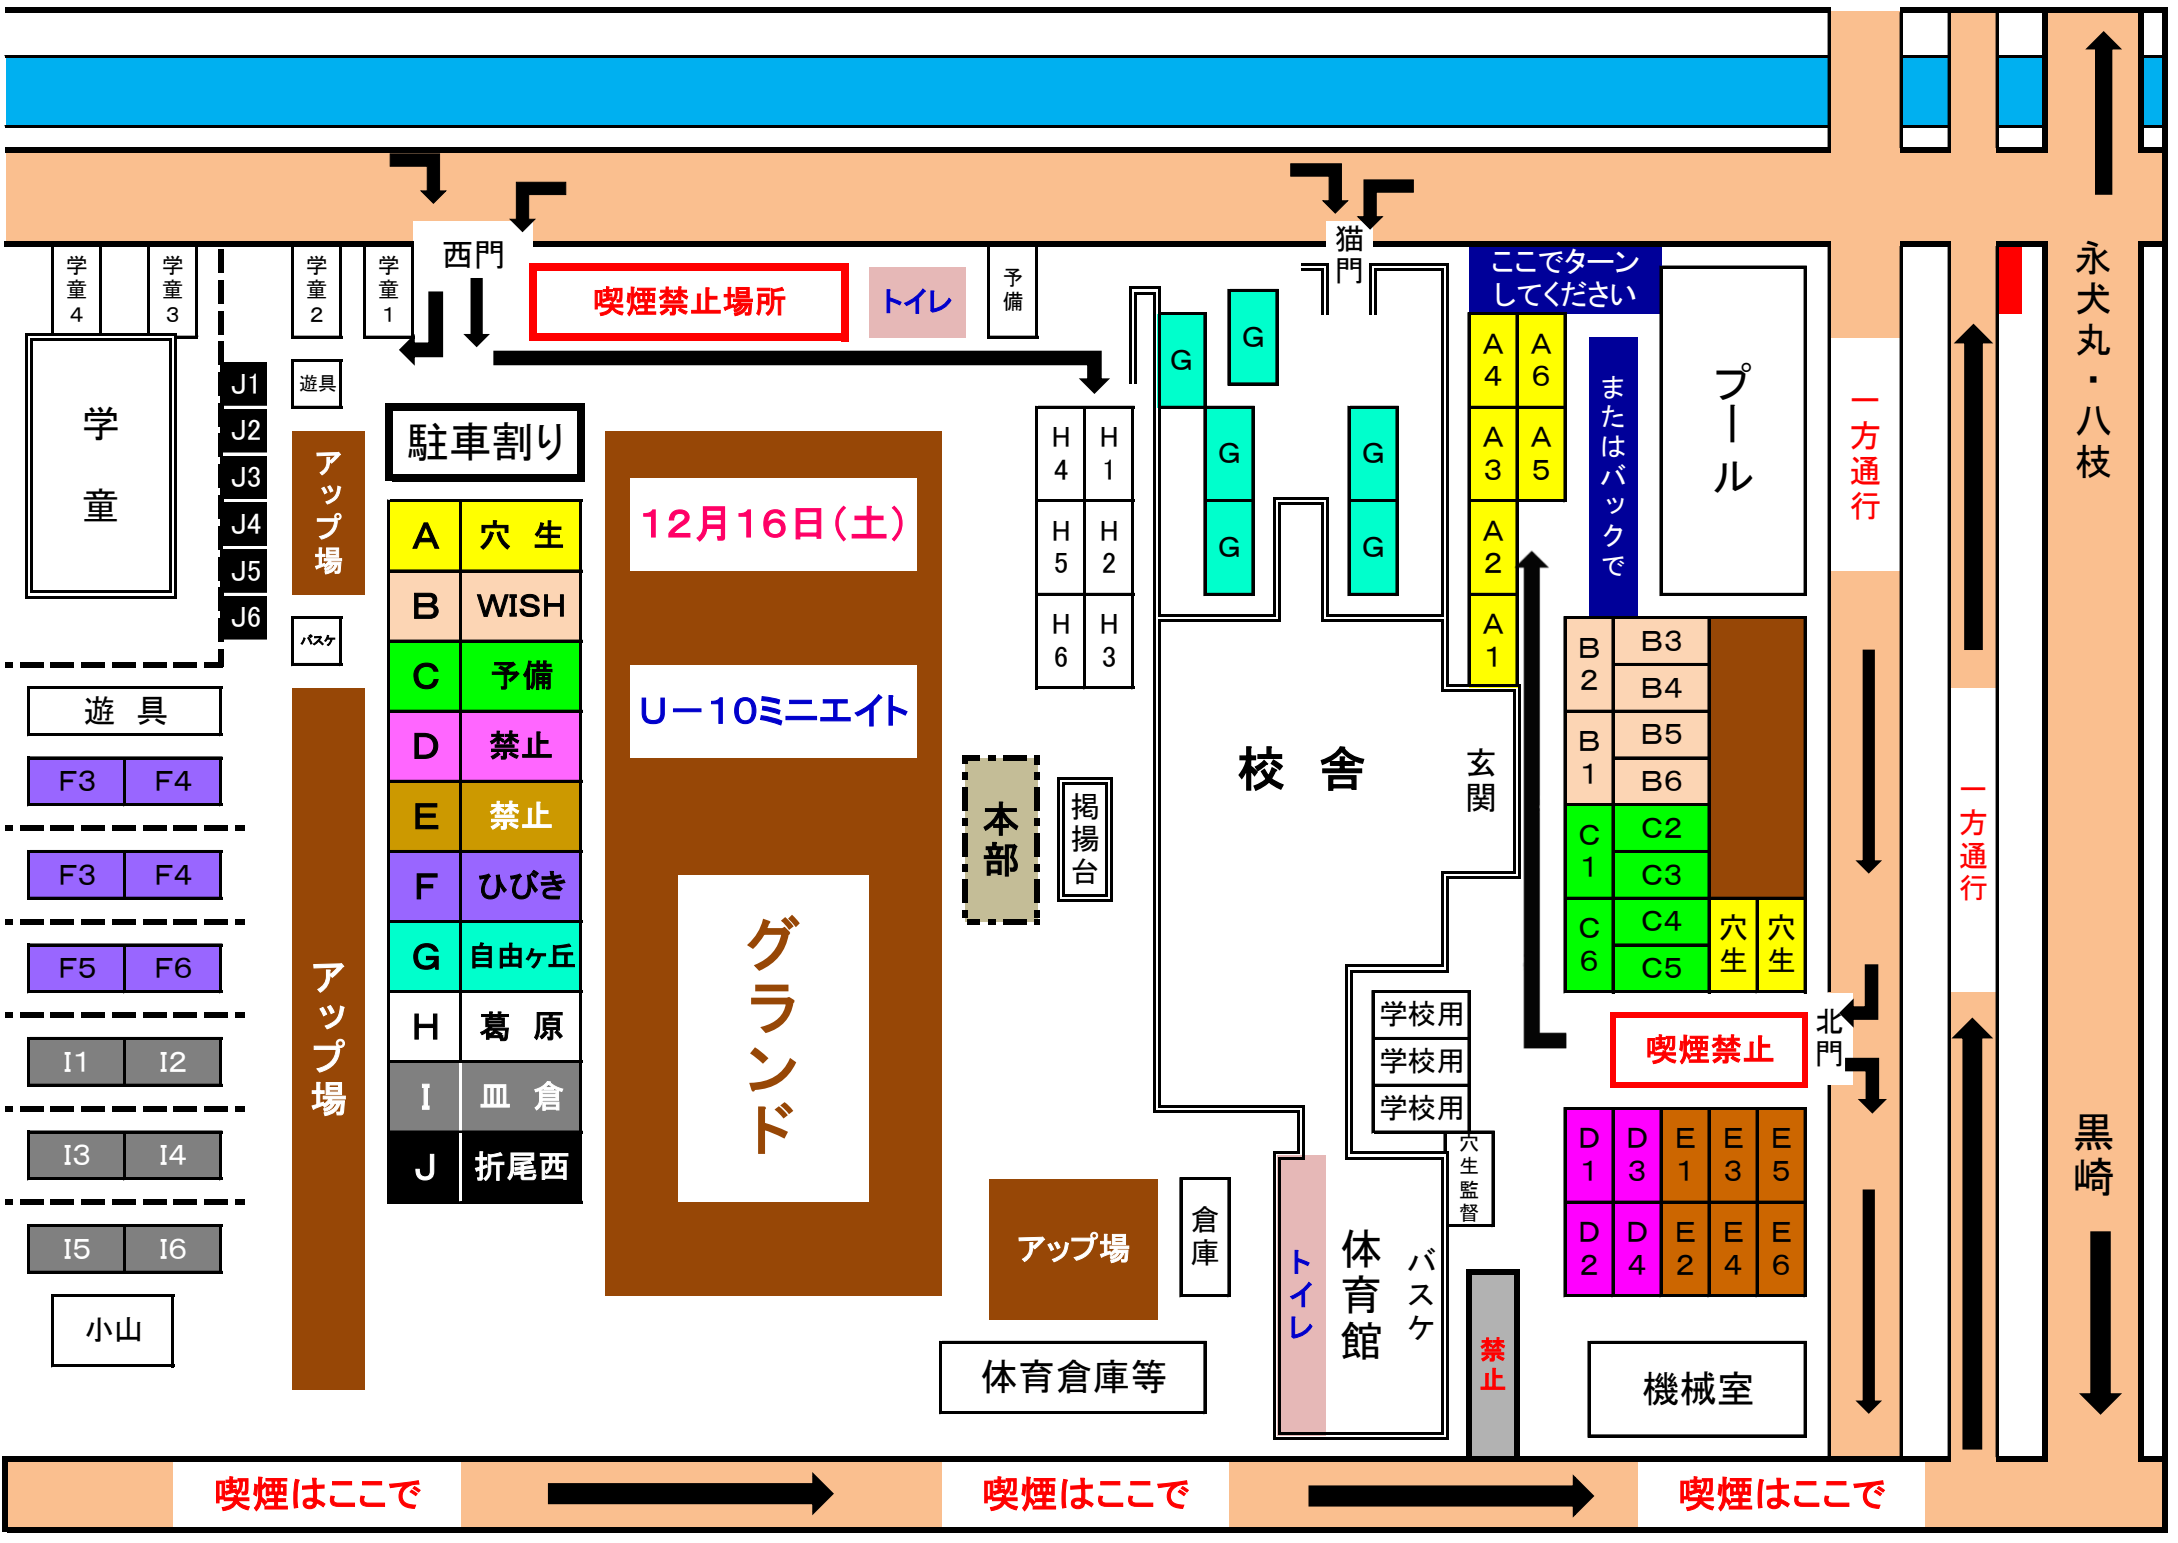 西門
猫門
学童4
学童3
学童2
学童1
喫煙禁止場所
トイレ
予備
ここでターン
してください
永犬丸・八枝
学童
J1
J2
J3
J4
J5
J6
遊具
アップ場
バスケ
駐車割り
A 穴生
B WISH
C 予備
D 禁止
E 禁止
F ひびき
G 自由ヶ丘
H 葛原
I 皿倉
J 折尾西
12月16日(土)
U-10ミニエイト
グランド
H4
H1
H5
H2
H6
H3
G
G
G
G
G
G
A4
A6
A3
A5
A2
A1
またはバックで
プール
一方通行
一方通行
遊具
F3
F4
F3
F4
F5
F6
I1
I2
I3
I4
I5
I6
小山
アップ場
本部
掲揚台
校舎
玄関
B2
B3
B4
B1
B5
B6
C1
C2
C3
C6
C4
C5
穴生
穴生
学校用
学校用
学校用
穴生監督
喫煙禁止
北門
D1
D3
E1
E3
E5
D2
D4
E2
E4
E6
黒崎
アップ場
倉庫
トイレ
体育館
バスケ
禁止
体育倉庫等
機械室
喫煙はここで
喫煙はここで
喫煙はここで